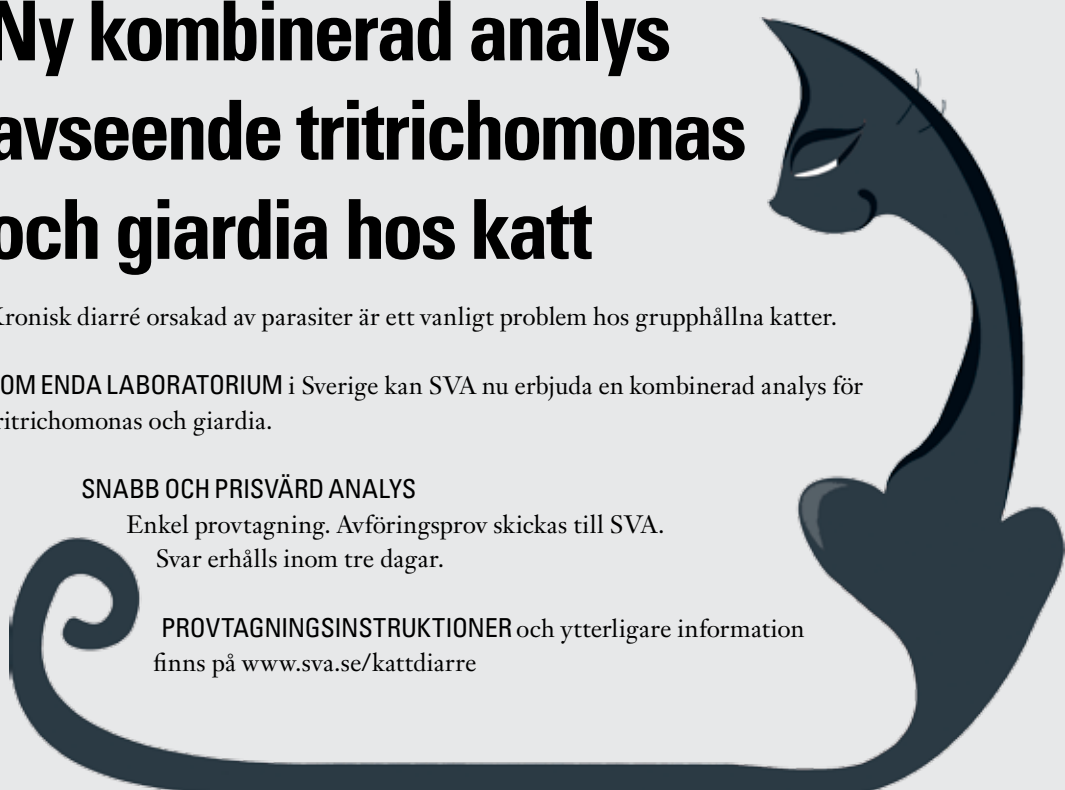 Ny kombinerad analys
avseende tritrichomonas
och giardia hos katt
Kronisk diarré orsakad av parasiter är ett vanligt problem hos grupphållna katter.
OM ENDA LABORATORIUM i Sverige kan SVA nu erbjuda en kombinerad analys för
ritrichomonas och giardia.
SNABB OCH PRISVÄRD ANALYS
Enkel provtagning. Avföringsprov skickas till SVA.
Svar erhålls inom tre dagar.
PROVTAGNINGSINSTRUKTIONER och ytterligare information
finns på www.sva.se/kattdiarre